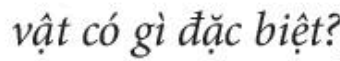 vật có gì đặc biệt?